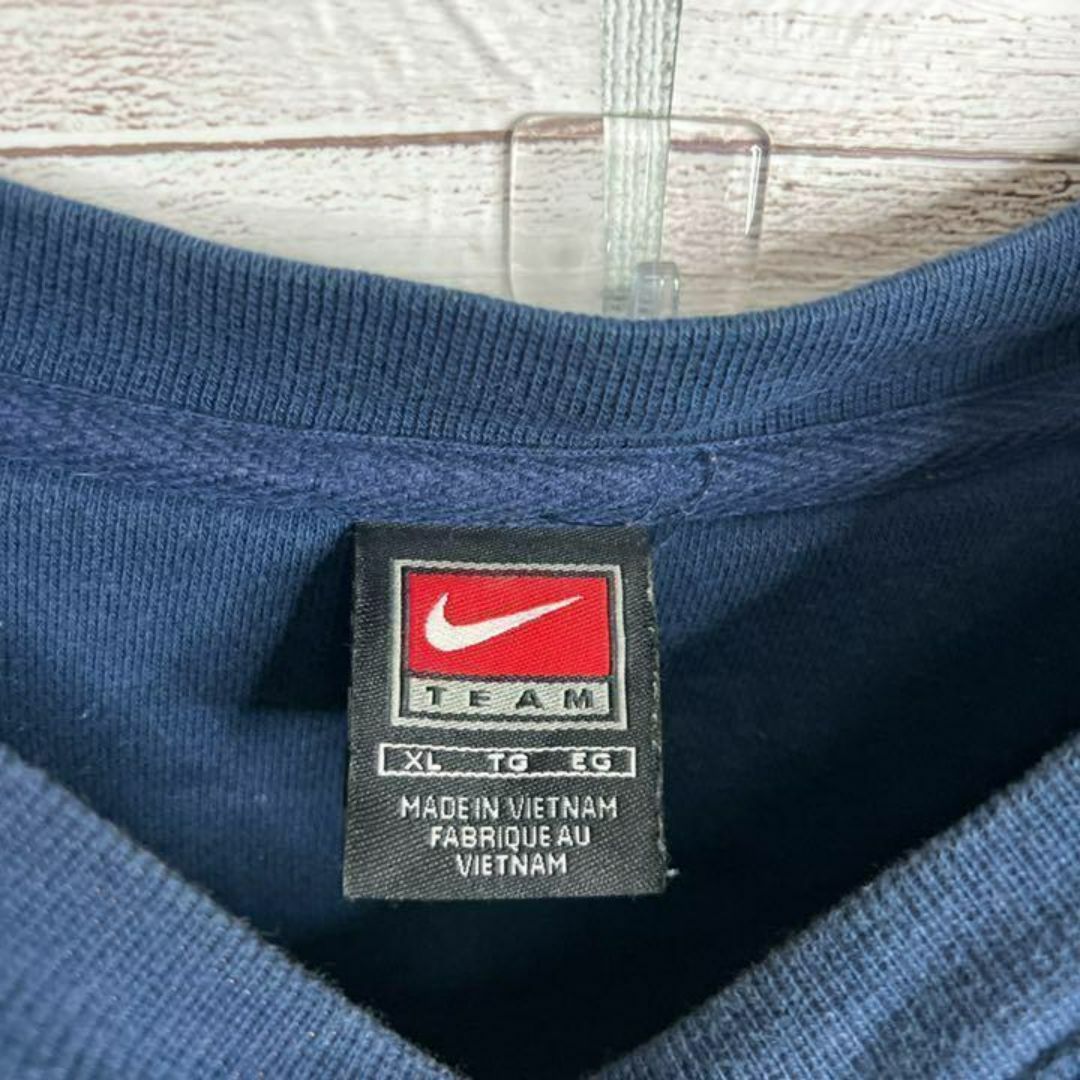 TEAM
XL TG EG
MADE IN VIETNAM
FABRIQUE AU
VIETNAM